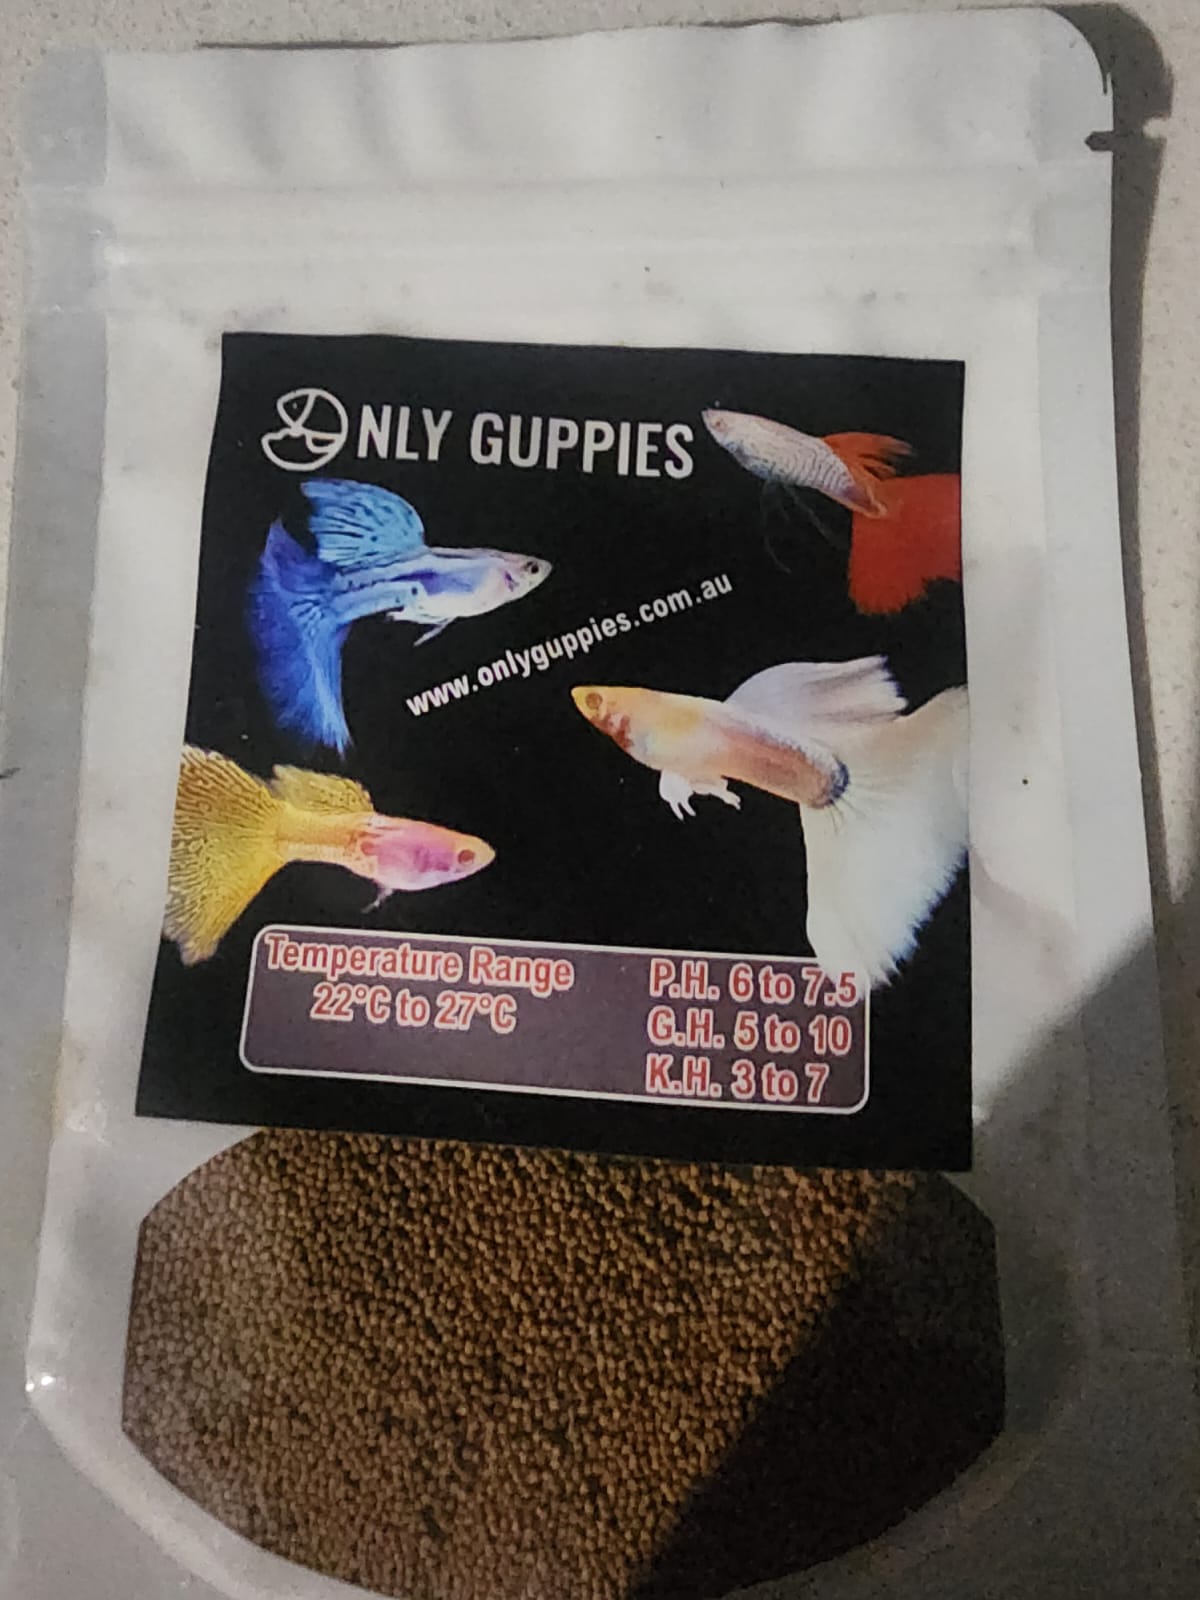 ONLY GUPPIES
www.onlyguppies.com.au
Temperature Range
22°C to 27°C
P.H. 6 to 7.5
G.H. 5 to 10
K.H. 3 to 7